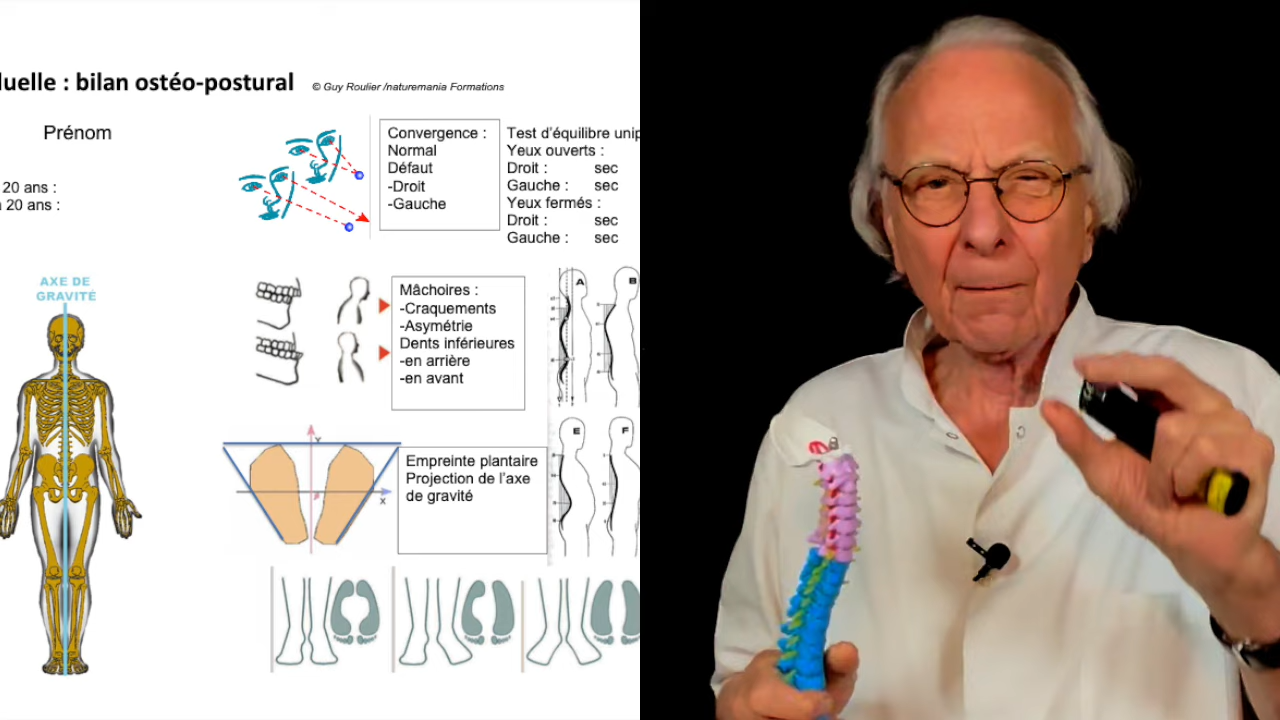 luelle : bilan ostéo-postural © Guy Roulier /naturemania Formations
Prénom
20 ans :
20 ans :
AXE DE
GRAVITÉ
Convergence :
Normal
Défaut
-Droit
-Gauche
Test d'équilibre unip
Yeux ouverts :
Droit : sec
Gauche : sec
Yeux fermés :
Droit : sec
Gauche : sec
Mâchoires :
-Craquements
-Asymétrie
Dents inférieures
-en arrière
-en avant
A
B
Y
X
Empreinte plantaire
Projection de l'axe
de gravité
E
F